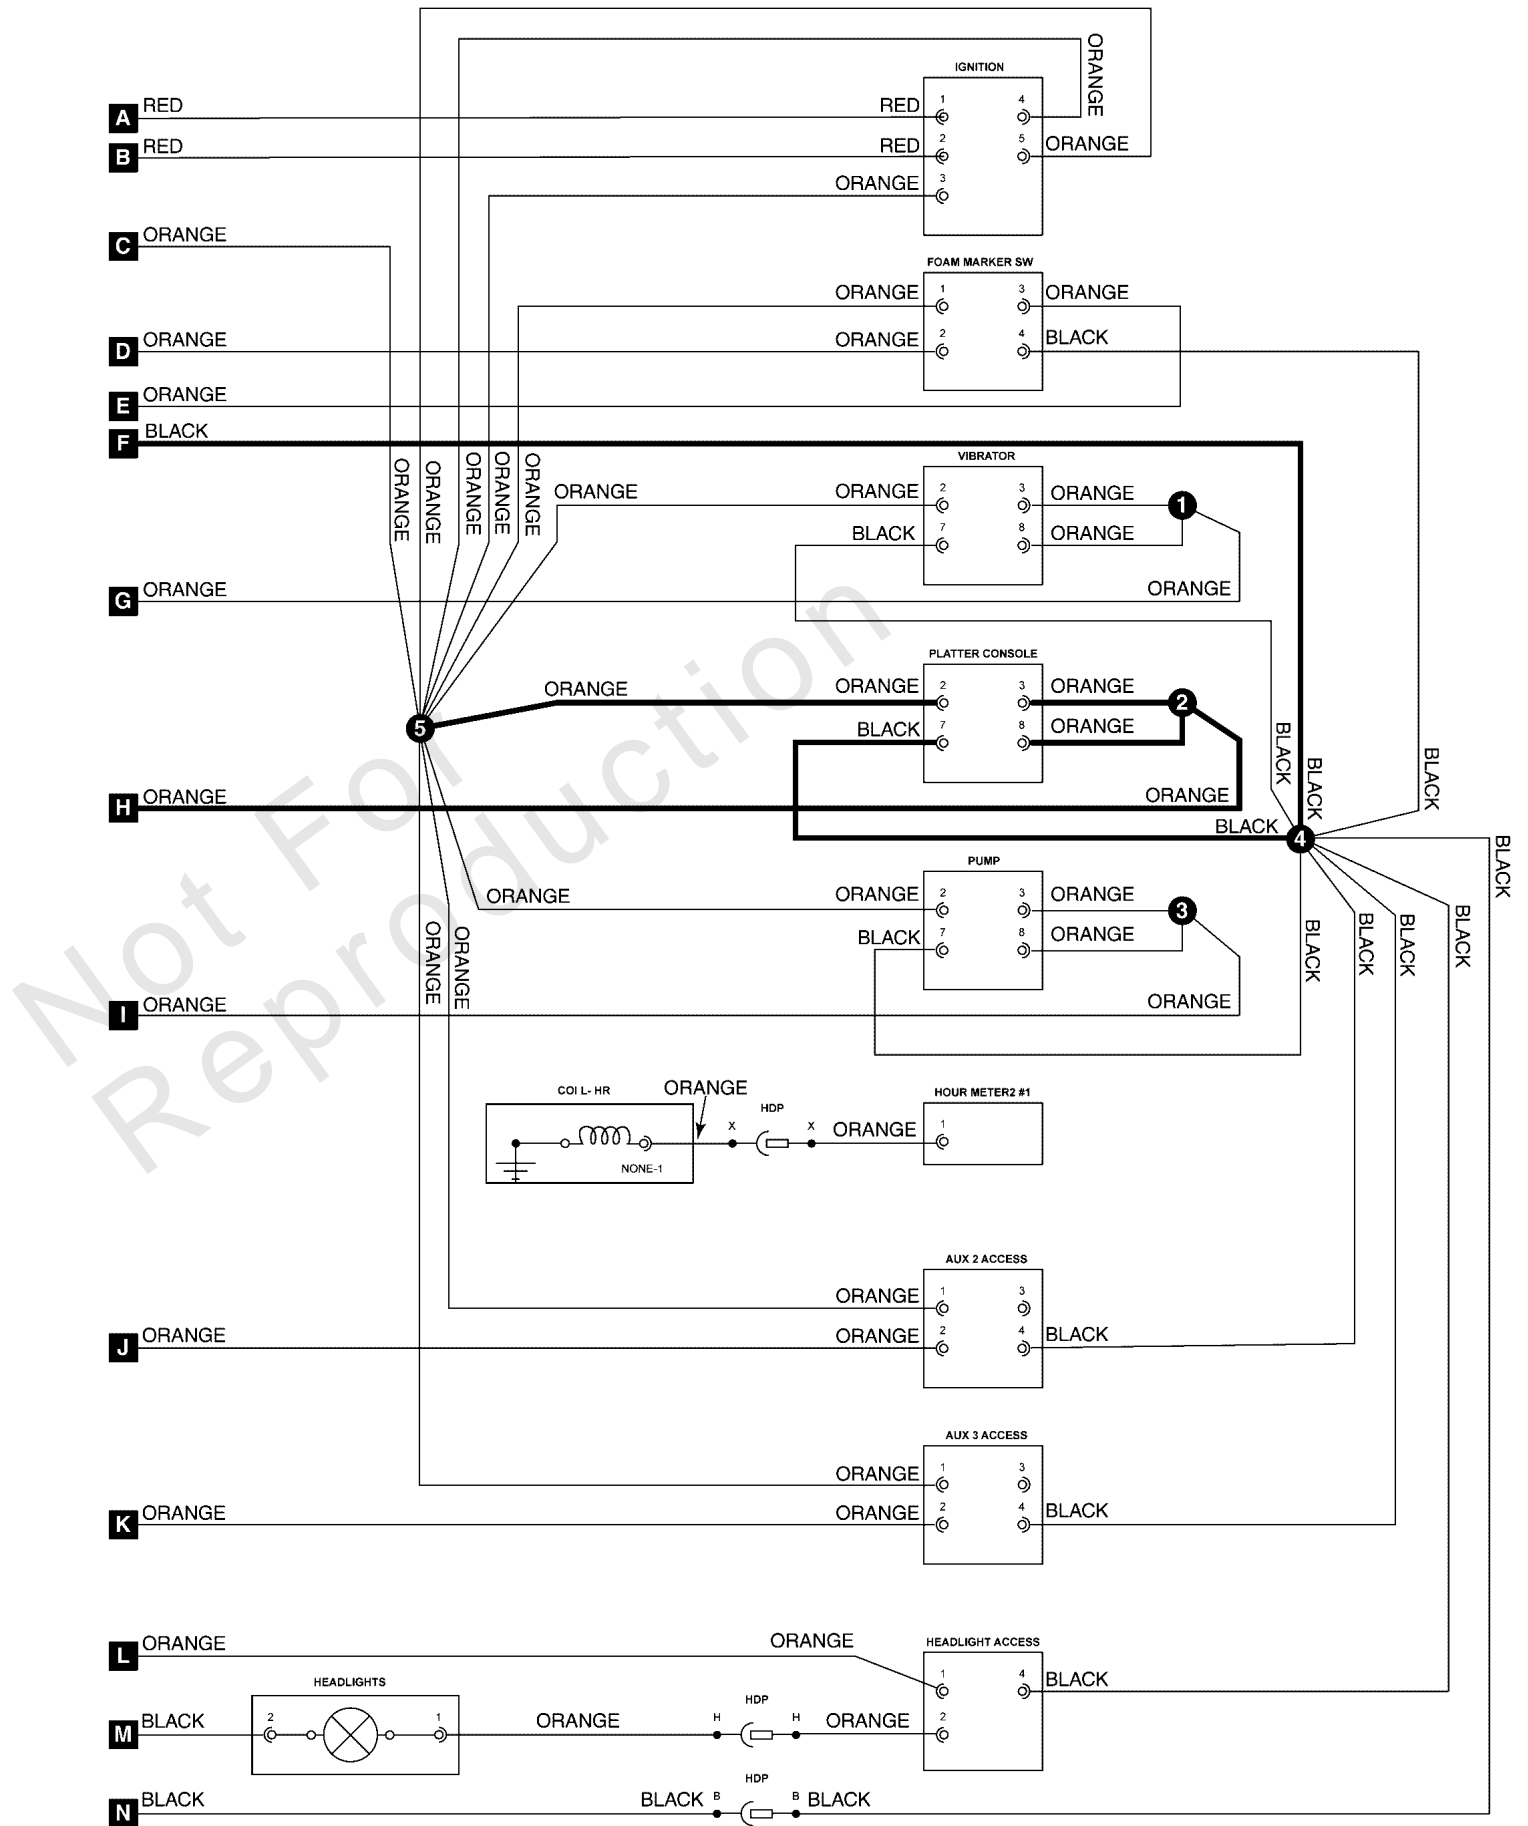 ORANGE
IGNITION
A RED RED 1 4
B RED RED 2 5 ORANGE
ORANGE 3
C ORANGE
FOAM MARKER SW
ORANGE 1 3 ORANGE
D ORANGE ORANGE 2 4 BLACK
E ORANGE
F BLACK
VIBRATOR
ORANGE ORANGE ORANGE ORANGE ORANGE
ORANGE ORANGE 2 3 ORANGE 1
BLACK 7 8 ORANGE
G ORANGE ORANGE
PLATTER CONSOLE
ORANGE ORANGE 2 3 ORANGE 2
5 BLACK 7 8 ORANGE
BLACK BLACK BLACK
H ORANGE ORANGE
BLACK 4
BLACK
PUMP
ORANGE ORANGE 2 3 ORANGE 3
BLACK 7 8 ORANGE
ORANGE ORANGE
BLACK BLACK BLACK BLACK
I ORANGE ORANGE
COIL-HR ORANGE HDP HOUR METER2 #1
X X ORANGE 1
NONE-1
AUX 2 ACCESS
ORANGE 1 3
J ORANGE ORANGE 2 4 BLACK
AUX 3 ACCESS
ORANGE 1 3
K ORANGE ORANGE 2 4 BLACK
L ORANGE ORANGE HEADLIGHT ACCESS
1 4 BLACK
HEADLIGHTS
M BLACK 2 1 ORANGE H HDP H ORANGE 2
N BLACK BLACK B HDP B BLACK
Not For
Reproduction